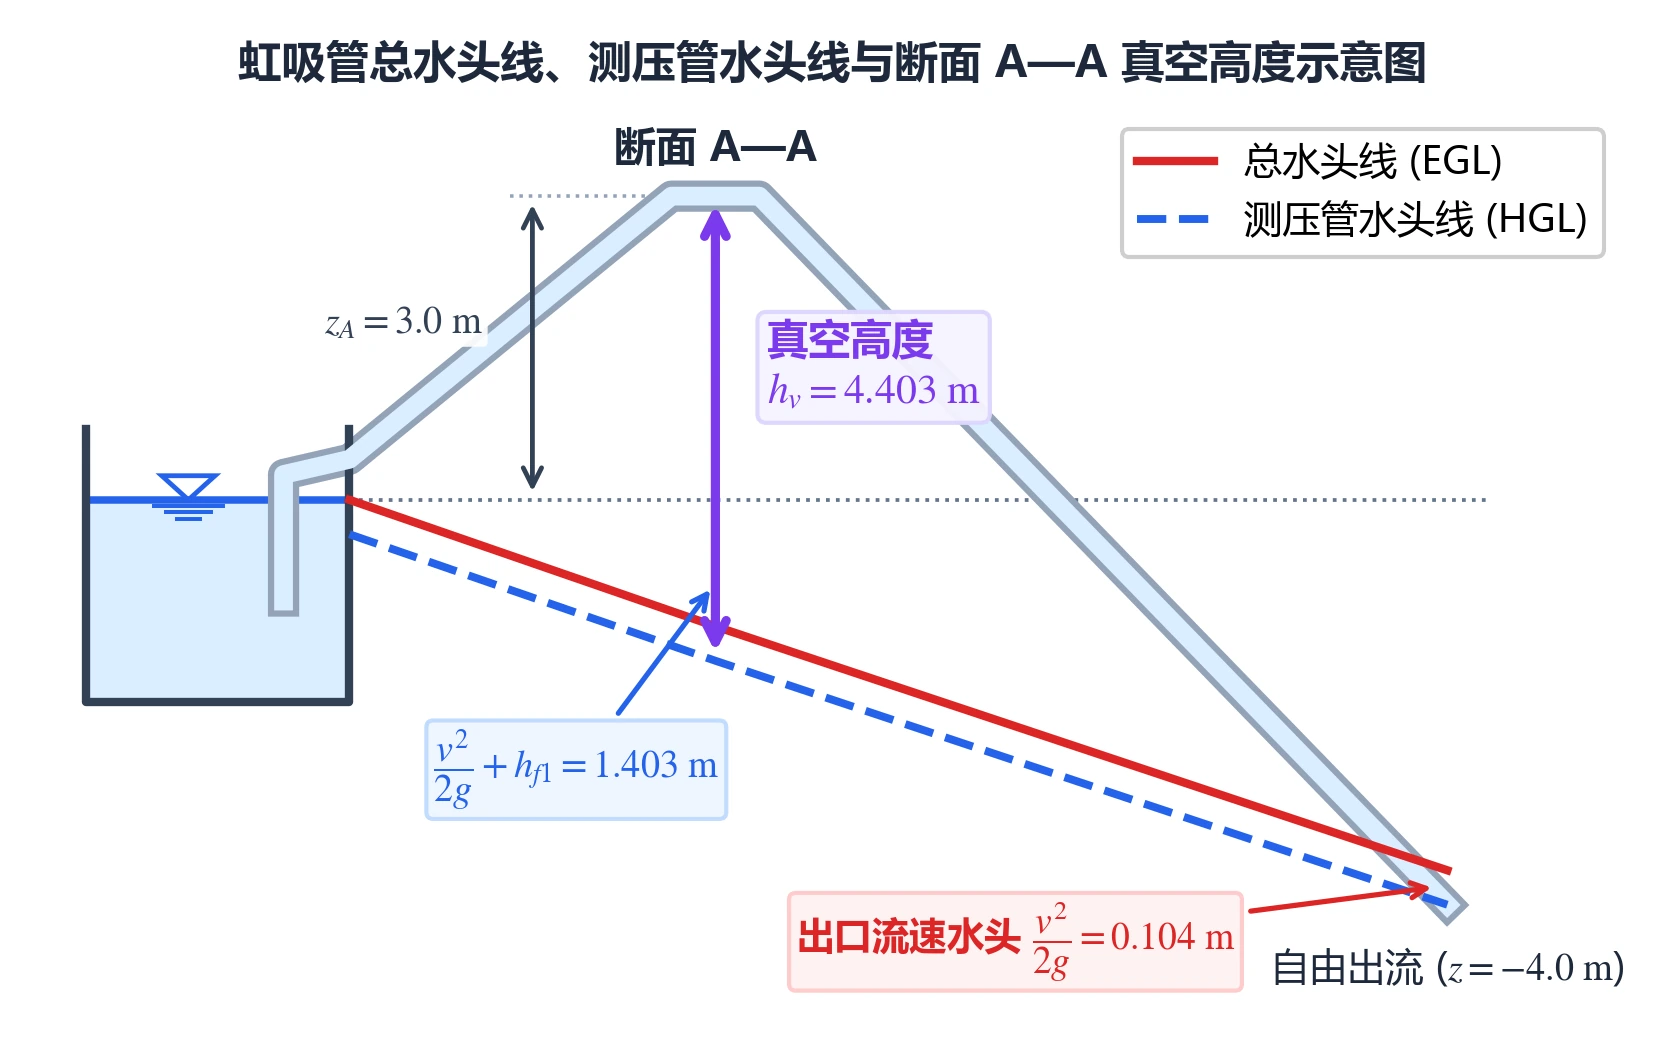 虹吸管总水头线、测压管水头线与断面 A—A 真空高度示意图
断面 A—A
总水头线 (EGL)
测压管水头线 (HGL)
z_A = 3.0 m
真空高度
h_v = 4.403 m
v²/2g + h_f1 = 1.403 m
出口流速水头 v²/2g = 0.104 m
自由出流 (z = −4.0 m)